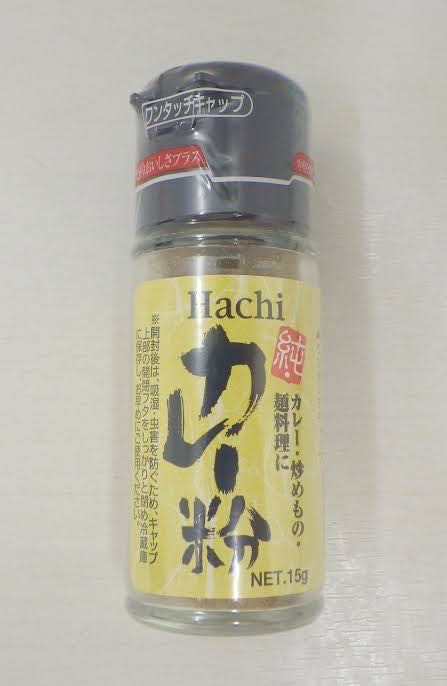 ワンタッチキャップ
おいしさプラス
Hachi
純
カレー・炒めもの・
麺料理に
カレー粉
※開封後は、吸湿・虫害を防ぐため、キャップ
上部の開閉フタをしっかりと閉め冷蔵庫
に保存し、お早めにご使用ください。
NET.15g